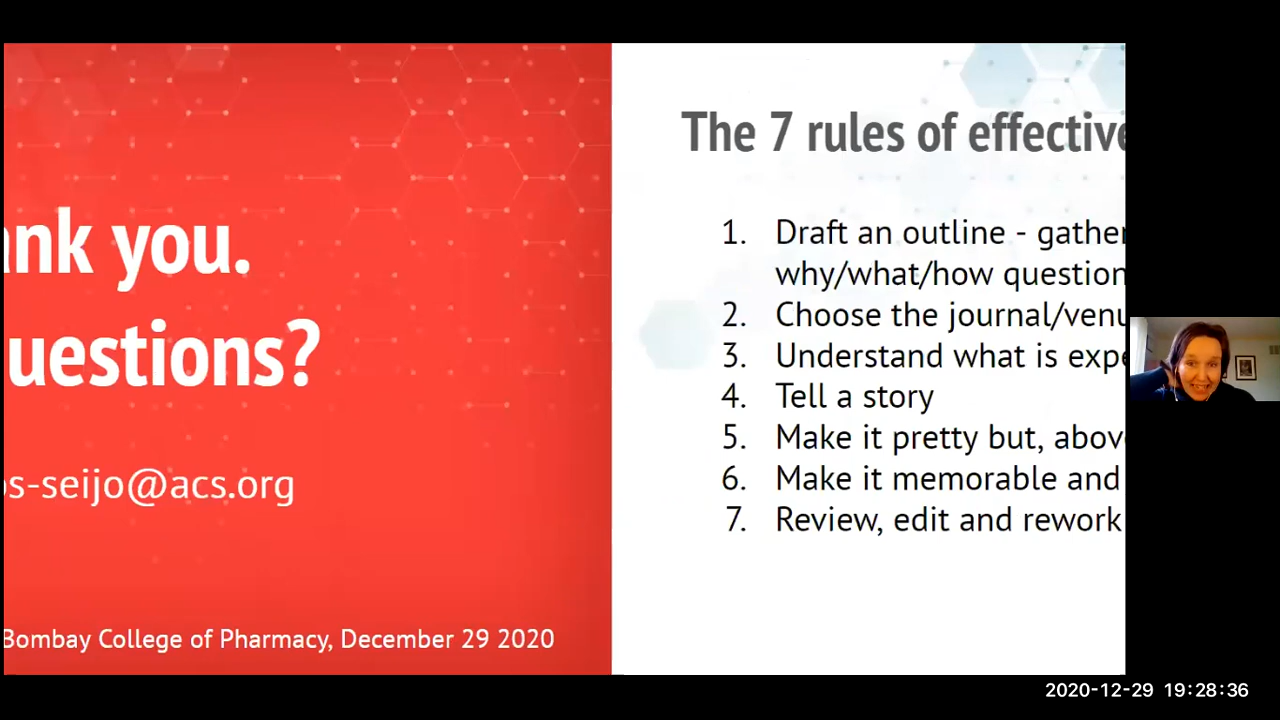 ank you.
uestions?
os-seijo@acs.org
Bombay College of Pharmacy, December 29 2020
The 7 rules of effective
1. Draft an outline - gather
why/what/how question
2. Choose the journal/venu
3. Understand what is expe
4. Tell a story
5. Make it pretty but, above
6. Make it memorable and
7. Review, edit and rework
2020-12-29 19:28:36